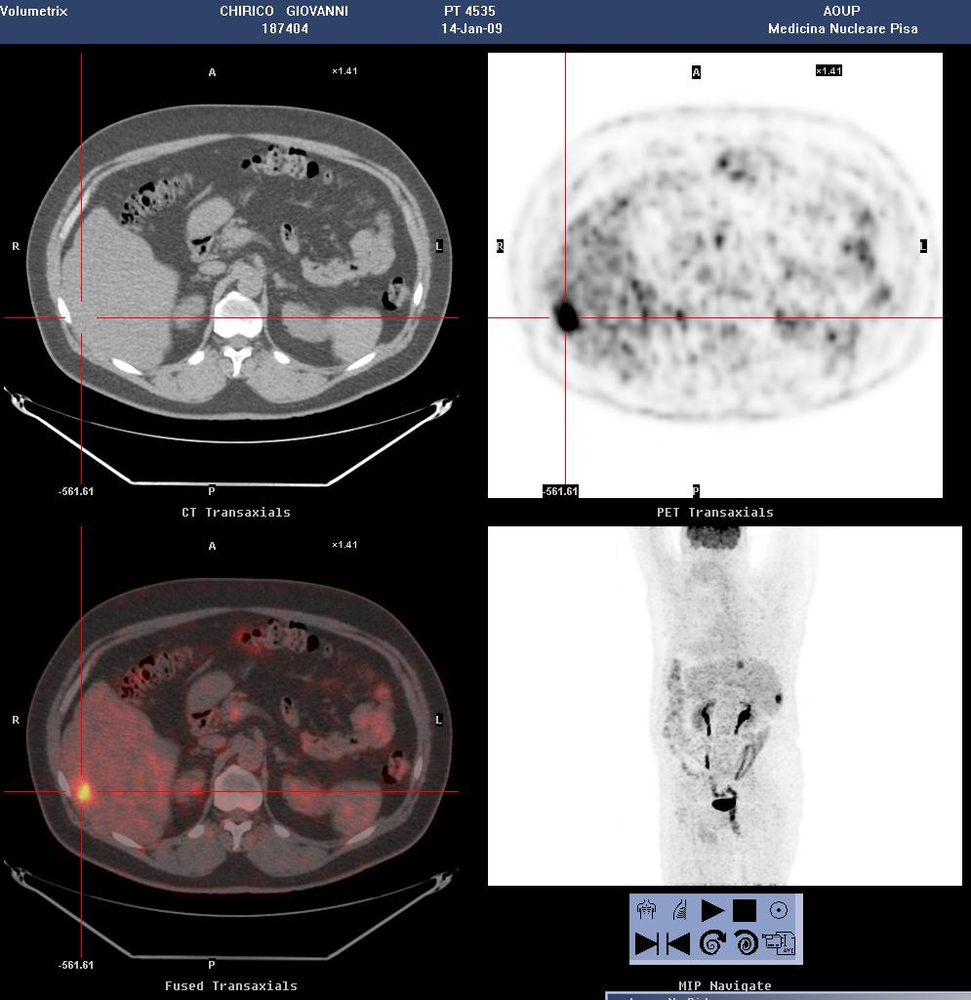 Volumetrix
CHIRICO GIOVANNI
PT 4535
AOUP
187404
14-Jan-09
Medicina Nucleare Pisa
A
×1.41
A
×1.41
R
L
R
L
-561.61
P
-561.61
P
CT Transaxials
PET Transaxials
A
×1.41
R
L
-561.61
P
Fused Transaxials
AVI
MIP Navigate